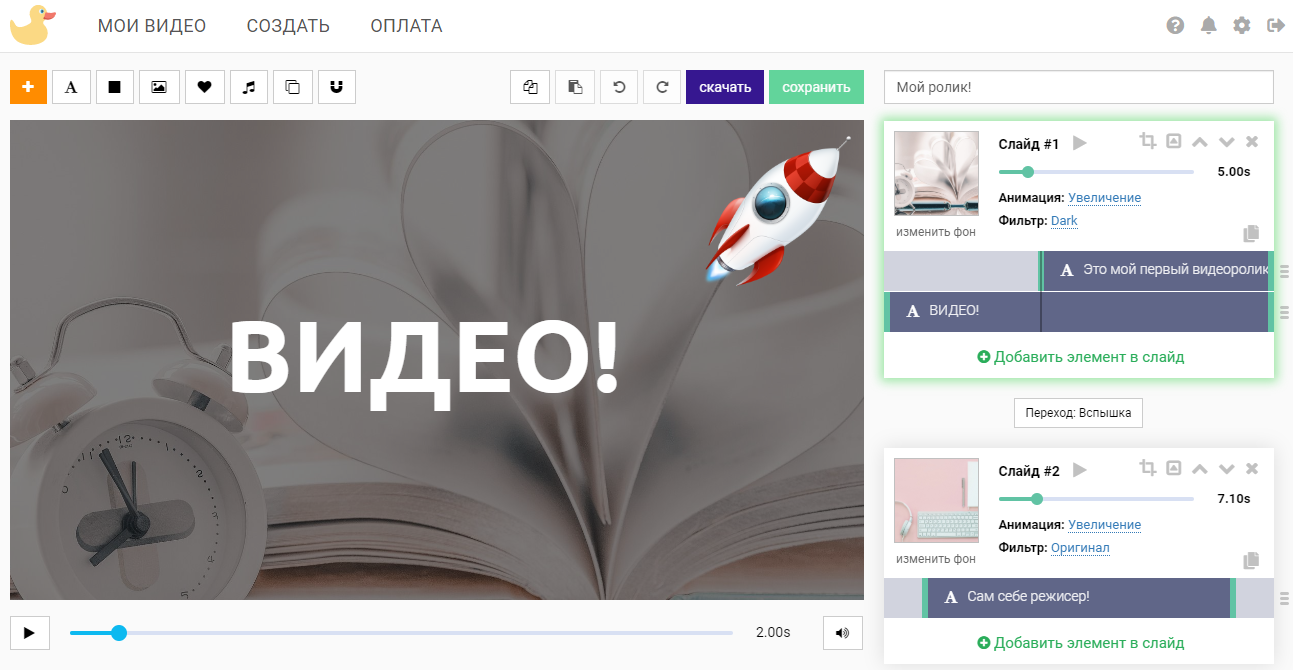 МОИ ВИДЕО СОЗДАТЬ ОПЛАТА
A скачать сохранить
Мой ролик!
ВИДЕО!
12
Слайд #1
5.00s
Анимация: Увеличение
Фильтр: Dark
изменить фон
A Это мой первый видеоролик
A ВИДЕО!
Добавить элемент в слайд
Переход: Вспышка
Слайд #2
7.10s
Анимация: Увеличение
Фильтр: Оригинал
изменить фон
A Сам себе режисер!
Добавить элемент в слайд
2.00s